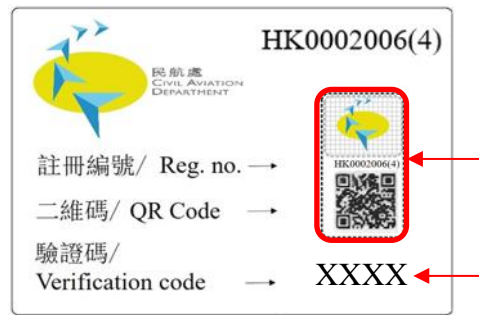 HK0002006(4)
民航處
CIVIL AVIATION
DEPARTMENT
註冊編號/ Reg. no.
HK0002006(4)
二維碼/ QR Code
驗證碼/
Verification code
XXXX